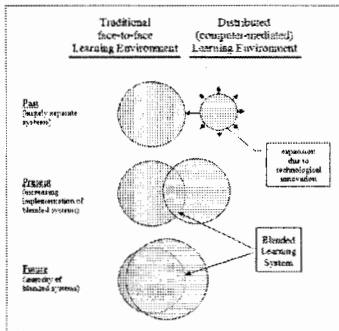 Traditional
face-to-face
Learning Environment
Distributed
(computer-mediated)
Learning Environment
Past
(largely separate
systems)
expansion
due to
technological
innovation
Present
(increasing
implementation of
blended systems)
Blended
Learning
System
Future
(majority of
blended systems)